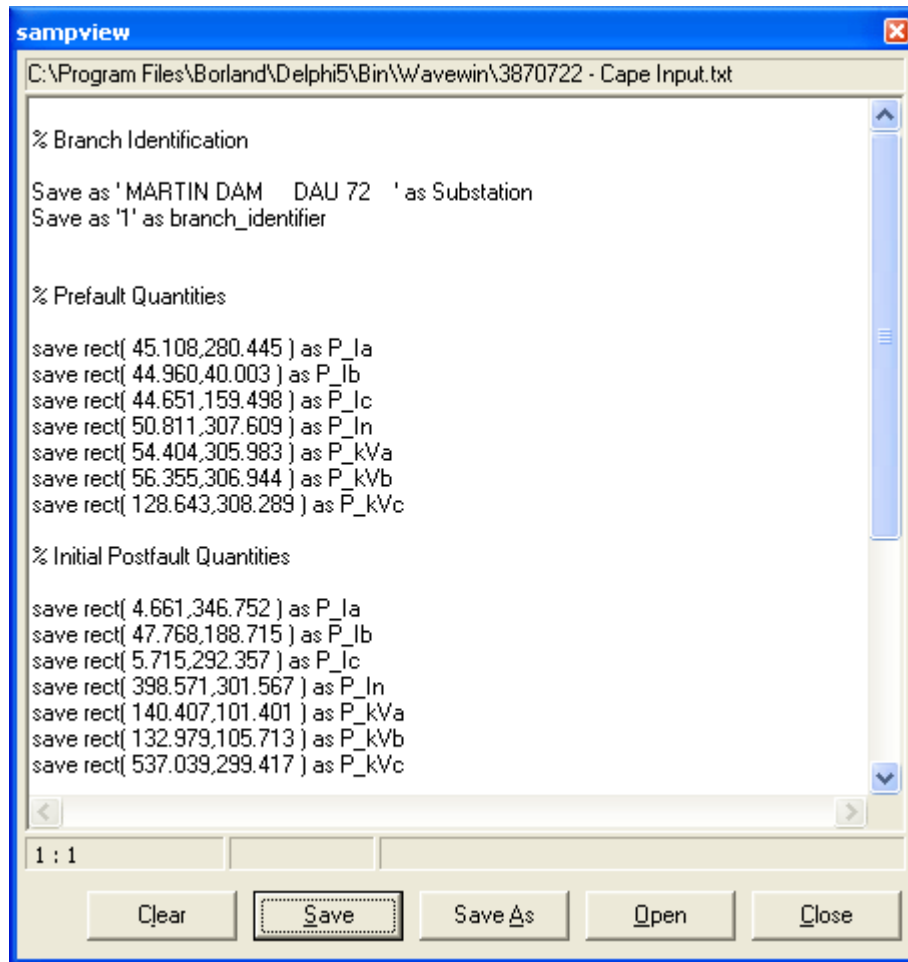 sampview
C:\Program Files\Borland\Delphi5\Bin\Wavewin\3870722 - Cape Input.txt
% Branch Identification
Save as ' MARTIN DAM     DAU 72    ' as Substation
Save as '1' as branch_identifier
% Prefault Quantities
save rect( 45.108,280.445 ) as P_Ia
save rect( 44.960,40.003 ) as P_Ib
save rect( 44.651,159.498 ) as P_Ic
save rect( 50.811,307.609 ) as P_In
save rect( 54.404,305.983 ) as P_kVa
save rect( 56.355,306.944 ) as P_kVb
save rect( 128.643,308.289 ) as P_kVc
% Initial Postfault Quantities
save rect( 4.661,346.752 ) as P_Ia
save rect( 47.768,188.715 ) as P_Ib
save rect( 5.715,292.357 ) as P_Ic
save rect( 398.571,301.567 ) as P_In
save rect( 140.407,101.401 ) as P_kVa
save rect( 132.979,105.713 ) as P_kVb
save rect( 537.039,299.417 ) as P_kVc
1 : 1
Clear Save Save As Open Close